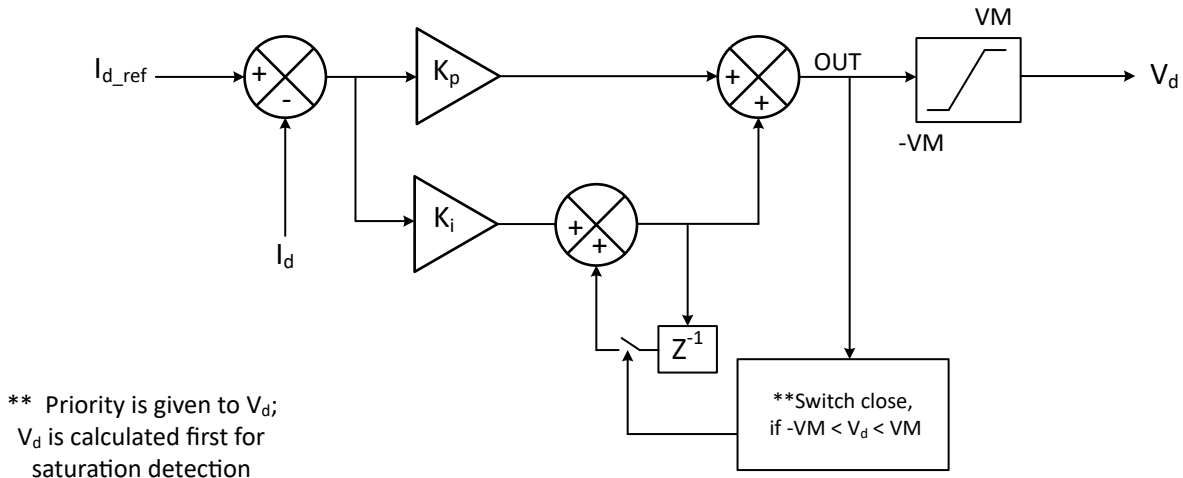 VM
I_d_ref
+
-
K_p
+
+
OUT
V_d
-VM
K_i
+
+
I_d
Z^-1
**Switch close,
if -VM < V_d < VM
** Priority is given to V_d;
V_d is calculated first for
saturation detection